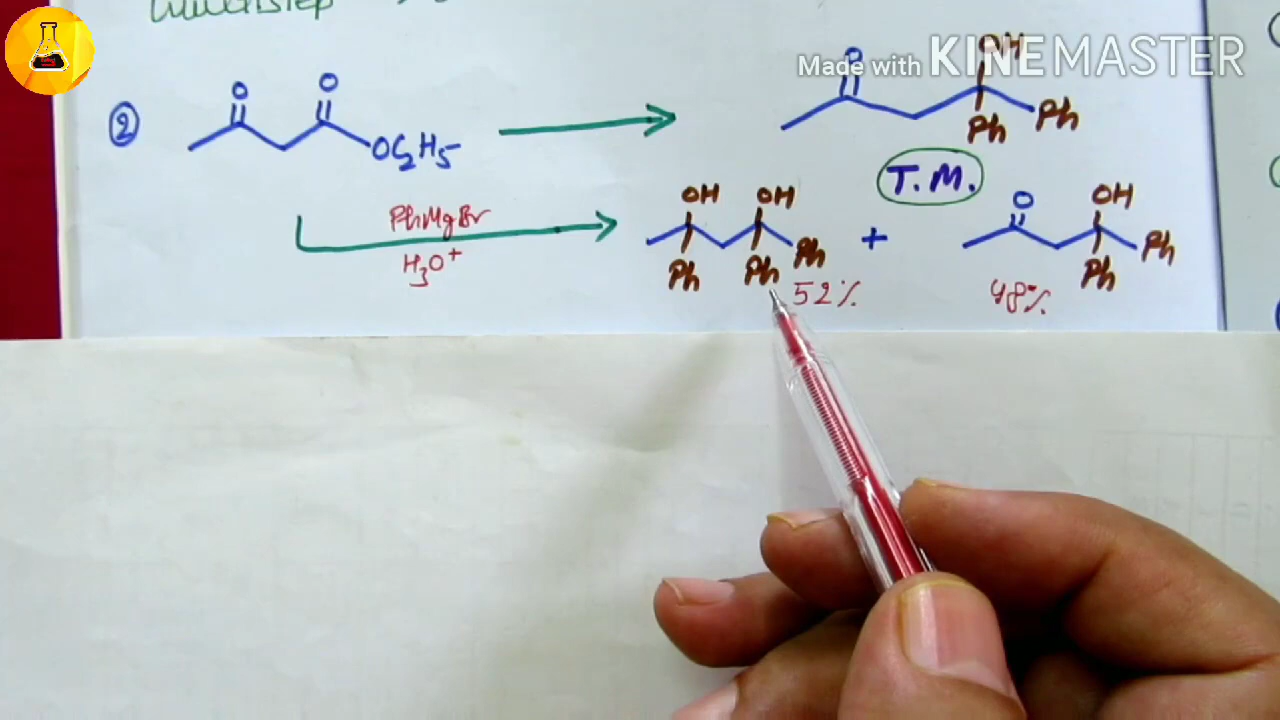 Multistep
Made with KINEMASTER
O OH
② O O
OC2H5
Ph Ph
T.M.
PhMgBr
H3O+
OH OH
Ph Ph Ph
+
O OH
Ph Ph
52% 48%